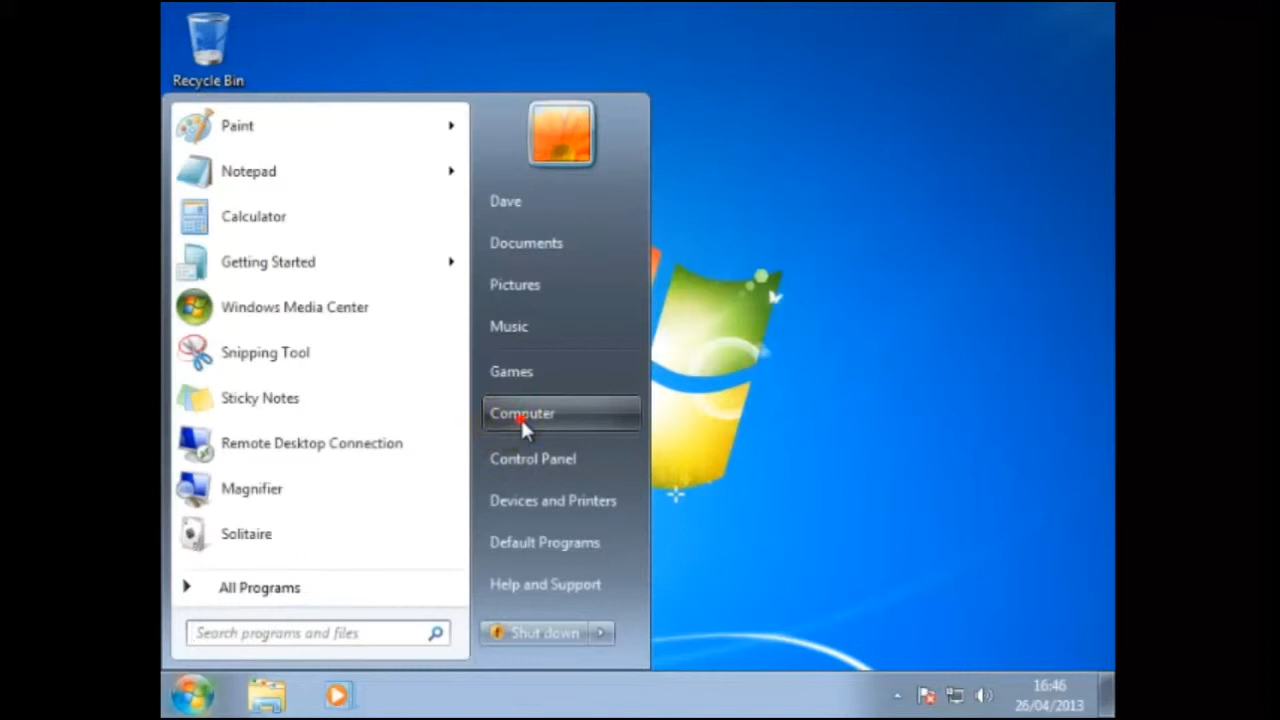 Recycle Bin
Paint
Notepad
Calculator
Getting Started
Windows Media Center
Snipping Tool
Sticky Notes
Remote Desktop Connection
Magnifier
Solitaire
All Programs
Search programs and files
Dave
Documents
Pictures
Music
Games
Computer
Control Panel
Devices and Printers
Default Programs
Help and Support
Shut down
16:46
26/04/2013